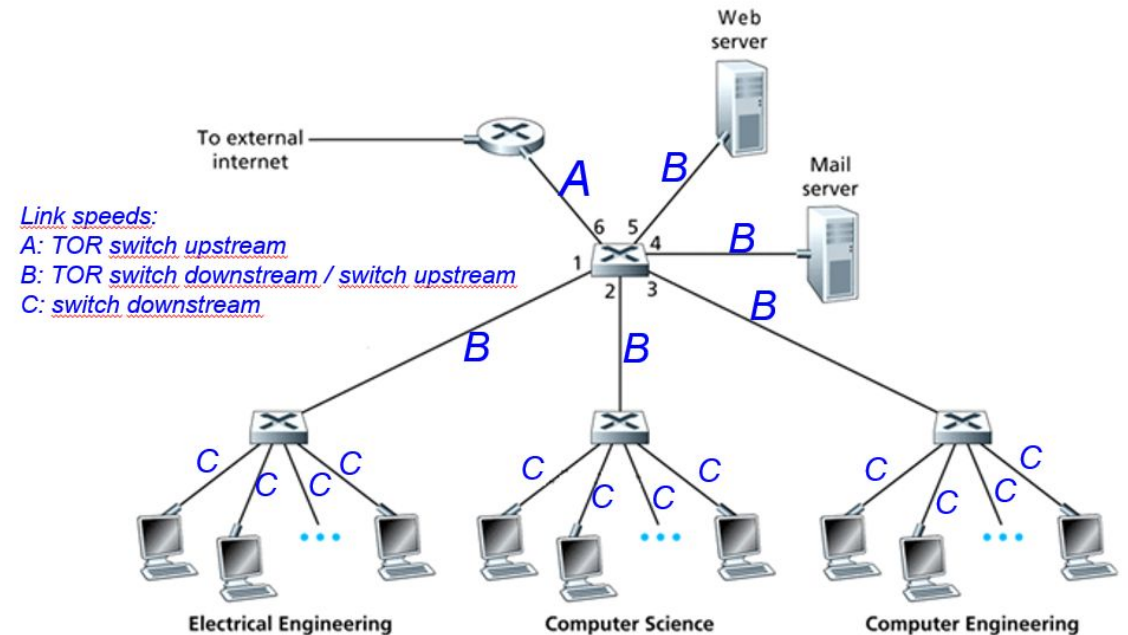 Web
server
To external
internet
A
B
Mail
server
Link speeds:
A: TOR switch upstream
B: TOR switch downstream / switch upstream
C: switch downstream
6 5
4
B
1
2
3
B
B
B
C
C
C
C
C
C
C
C
C
C
C
C
Electrical Engineering
Computer Science
Computer Engineering